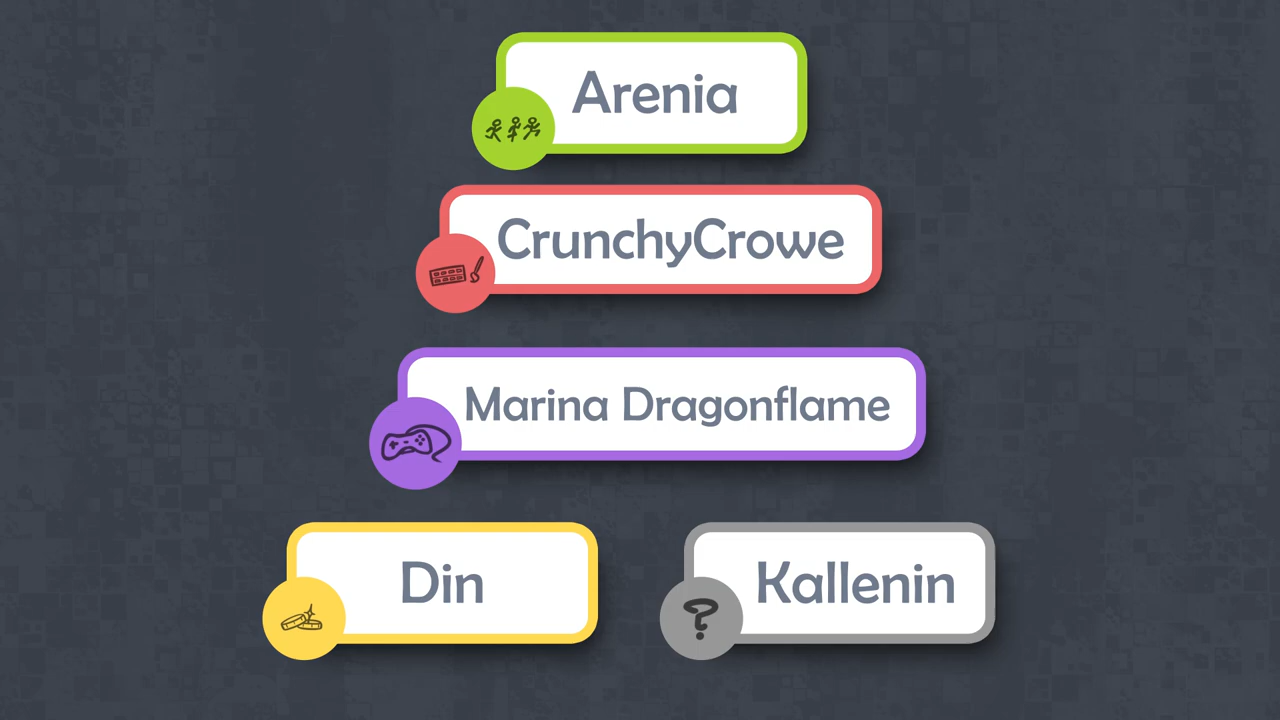 Arenia
CrunchyCrowe
Marina Dragonflame
Din
Kallenin